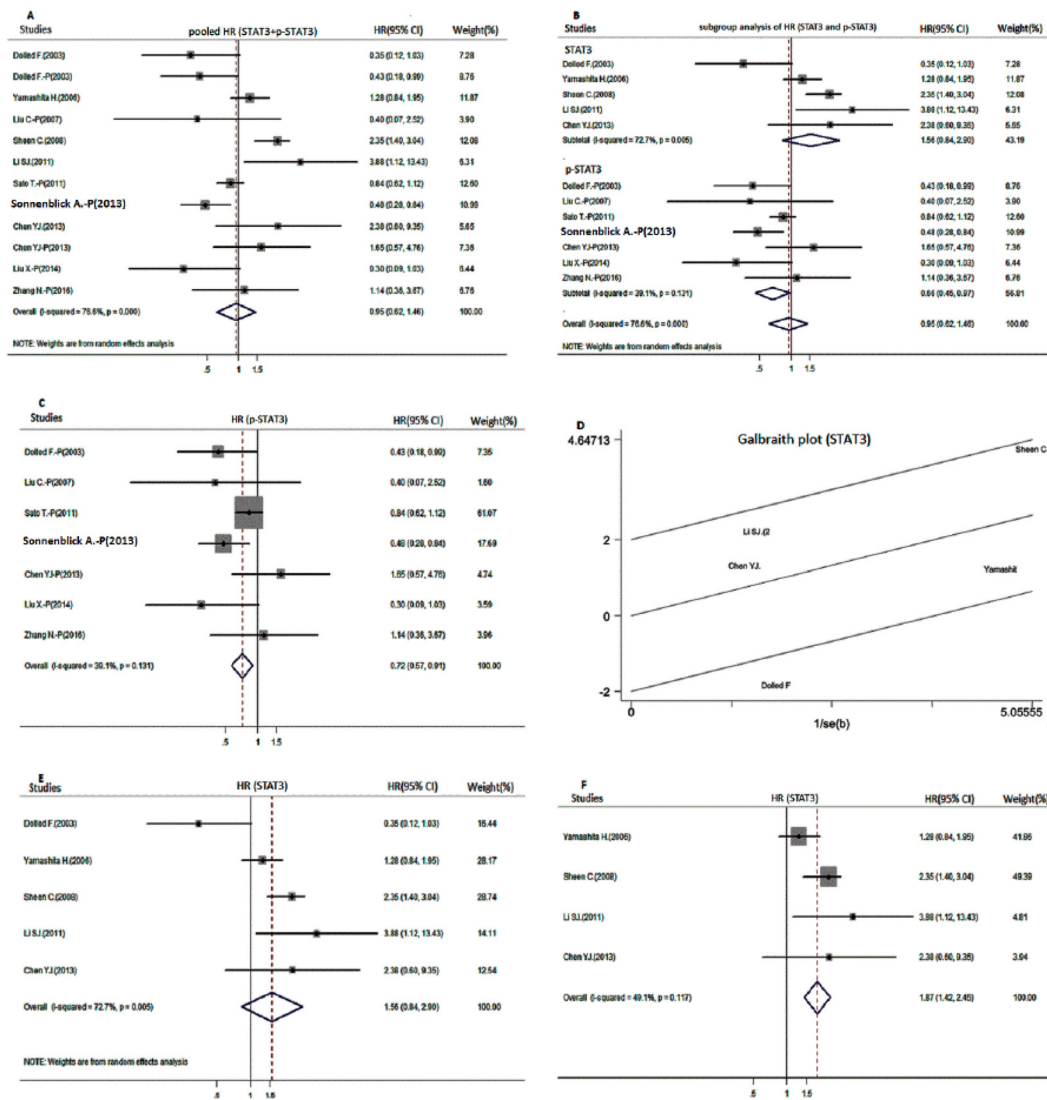 A
Studies pooled HR (STAT3+p-STAT3) HR(95% CI) Weight(%)
Dolled F.(2003) 0.35 (0.12, 1.03) 7.28
Dolled F.-P(2003) 0.43 (0.18, 0.99) 8.76
Yamashita H.(2006) 1.28 (0.84, 1.95) 11.87
Liu C.-P(2007) 0.40 (0.07, 2.52) 3.90
Sheen C.(2008) 2.35 (1.40, 3.04) 12.08
Li SJ.(2011) 3.88 (1.12, 13.43) 6.31
Sato T.-P(2011) 0.84 (0.62, 1.12) 12.60
Sonnenblick A.-P(2013) 0.48 (0.28, 0.84) 10.99
Chen YJ.(2013) 2.38 (0.60, 9.35) 5.65
Chen YJ-P(2013) 1.65 (0.57, 4.76) 7.36
Liu X.-P(2014) 0.30 (0.09, 1.03) 6.44
Zhang N.-P(2016) 1.14 (0.36, 3.67) 6.76
Overall (I-squared = 76.6%, p = 0.000) 0.95 (0.62, 1.46) 100.00
NOTE: Weights are from random effects analysis
.5 1 1.5
B
Studies subgroup analysis of HR (STAT3 and p-STAT3) HR(95% CI) Weight(%)
STAT3
Dolled F.(2003) 0.35 (0.12, 1.03) 7.28
Yamashita H.(2006) 1.28 (0.84, 1.95) 11.87
Sheen C.(2008) 2.35 (1.40, 3.04) 12.08
Li SJ.(2011) 3.88 (1.12, 13.43) 6.31
Chen YJ.(2013) 2.38 (0.60, 9.35) 5.65
Subtotal (I-squared = 72.7%, p = 0.005) 1.56 (0.84, 2.90) 43.19
p-STAT3
Dolled F.-P(2003) 0.43 (0.18, 0.99) 8.76
Liu C.-P(2007) 0.40 (0.07, 2.52) 3.90
Sato T.-P(2011) 0.84 (0.62, 1.12) 12.60
Sonnenblick A.-P(2013) 0.48 (0.28, 0.84) 10.99
Chen YJ-P(2013) 1.65 (0.57, 4.76) 7.36
Liu X.-P(2014) 0.30 (0.09, 1.03) 6.44
Zhang N.-P(2016) 1.14 (0.36, 3.67) 6.76
Subtotal (I-squared = 39.1%, p = 0.131) 0.66 (0.45, 0.97) 56.81
Overall (I-squared = 76.6%, p = 0.000) 0.95 (0.62, 1.46) 100.00
NOTE: Weights are from random effects analysis
.5 1 1.5
C
Studies HR (p-STAT3) HR(95% CI) Weight(%)
Dolled F.-P(2003) 0.43 (0.18, 0.99) 7.35
Liu C.-P(2007) 0.40 (0.07, 2.52) 1.60
Sato T.-P(2011) 0.84 (0.62, 1.12) 61.07
Sonnenblick A.-P(2013) 0.48 (0.28, 0.84) 17.69
Chen YJ-P(2013) 1.65 (0.57, 4.76) 4.74
Liu X.-P(2014) 0.30 (0.09, 1.03) 3.59
Zhang N.-P(2016) 1.14 (0.36, 3.67) 3.96
Overall (I-squared = 39.1%, p = 0.131) 0.72 (0.57, 0.91) 100.00
.5 1 1.5
D
Galbraith plot (STAT3)
4.64713
Sheen C.
2
Li SJ.(2
Chen YJ.
Yamashit
0
Dolled F
-2
0 5.05555
1/se(b)
E
Studies HR (STAT3) HR(95% CI) Weight(%)
Dolled F.(2003) 0.35 (0.12, 1.03) 16.44
Yamashita H.(2006) 1.28 (0.84, 1.95) 28.17
Sheen C.(2008) 2.35 (1.40, 3.04) 28.74
Li SJ.(2011) 3.88 (1.12, 13.43) 14.11
Chen YJ.(2013) 2.38 (0.60, 9.35) 12.54
Overall (I-squared = 72.7%, p = 0.005) 1.56 (0.84, 2.90) 100.00
NOTE: Weights are from random effects analysis
.5 1 1.5
F
Studies HR (STAT3) HR(95% CI) Weight(%)
Yamashita H.(2006) 1.28 (0.84, 1.95) 41.86
Sheen C.(2008) 2.35 (1.40, 3.04) 49.39
Li SJ.(2011) 3.88 (1.12, 13.43) 4.81
Chen YJ.(2013) 2.38 (0.60, 9.35) 3.94
Overall (I-squared = 49.1%, p = 0.117) 1.87 (1.42, 2.45) 100.00
.5 1 1.5